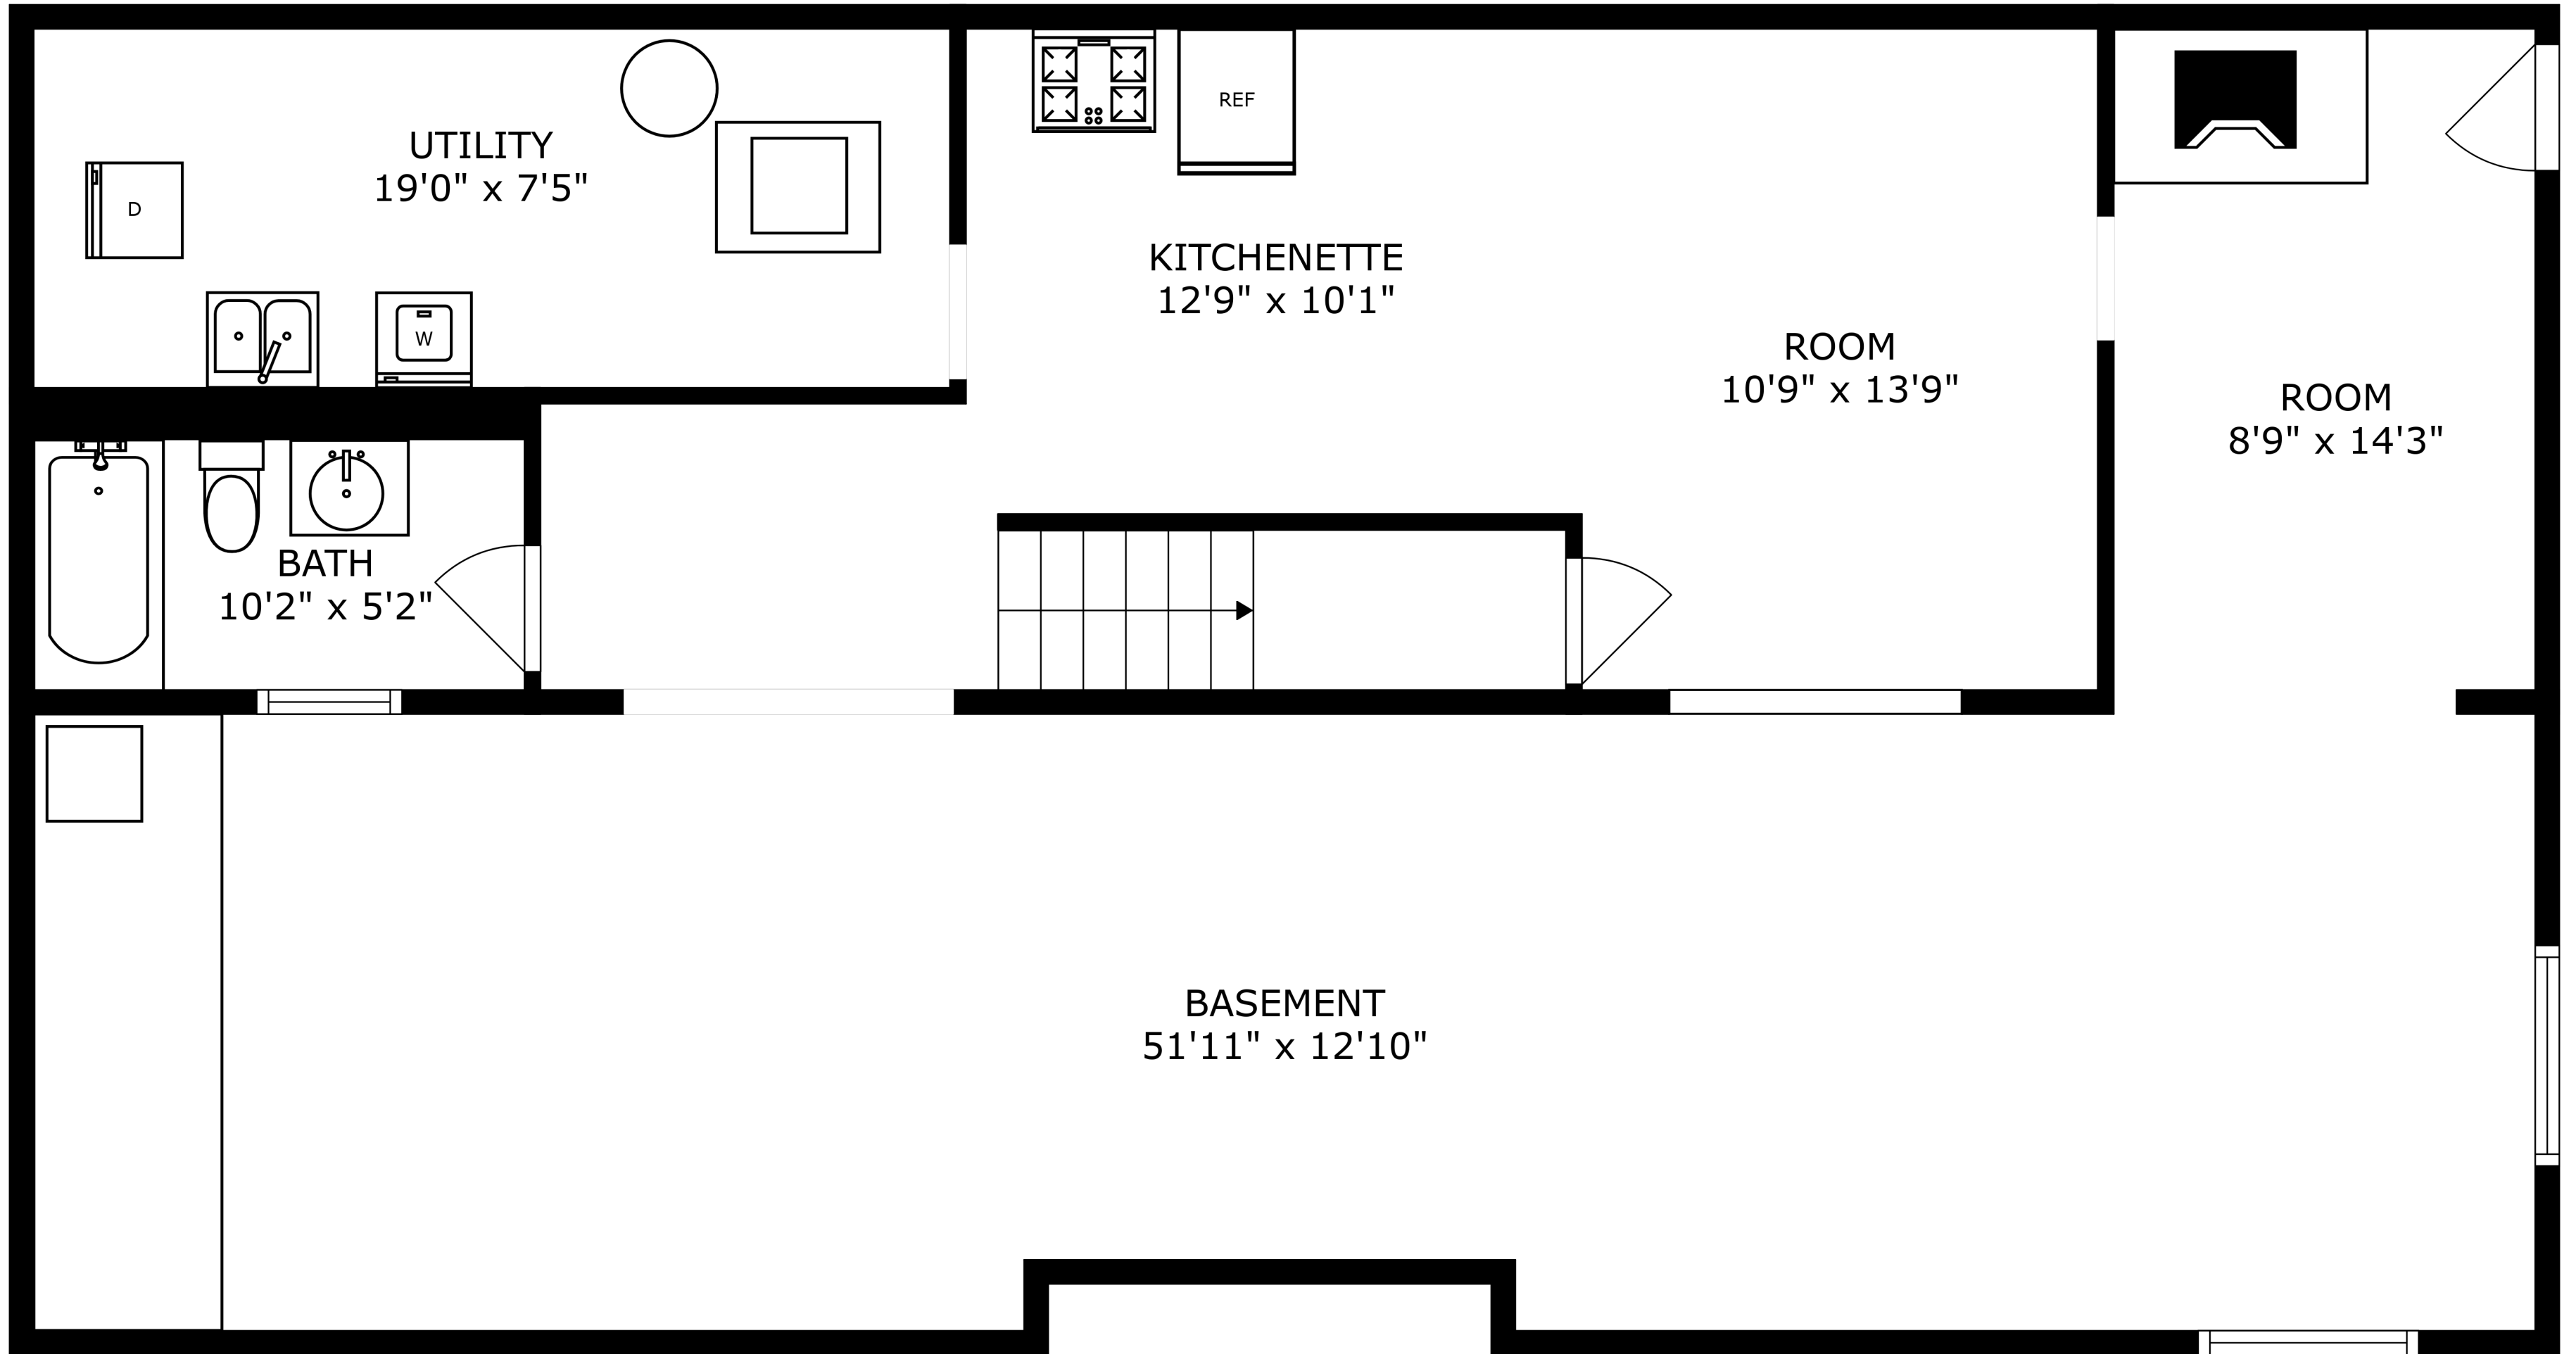 UTILITY
19'0" x 7'5"
D
W
REF
KITCHENETTE
12'9" x 10'1"
ROOM
10'9" x 13'9"
ROOM
8'9" x 14'3"
BATH
10'2" x 5'2"
BASEMENT
51'11" x 12'10"